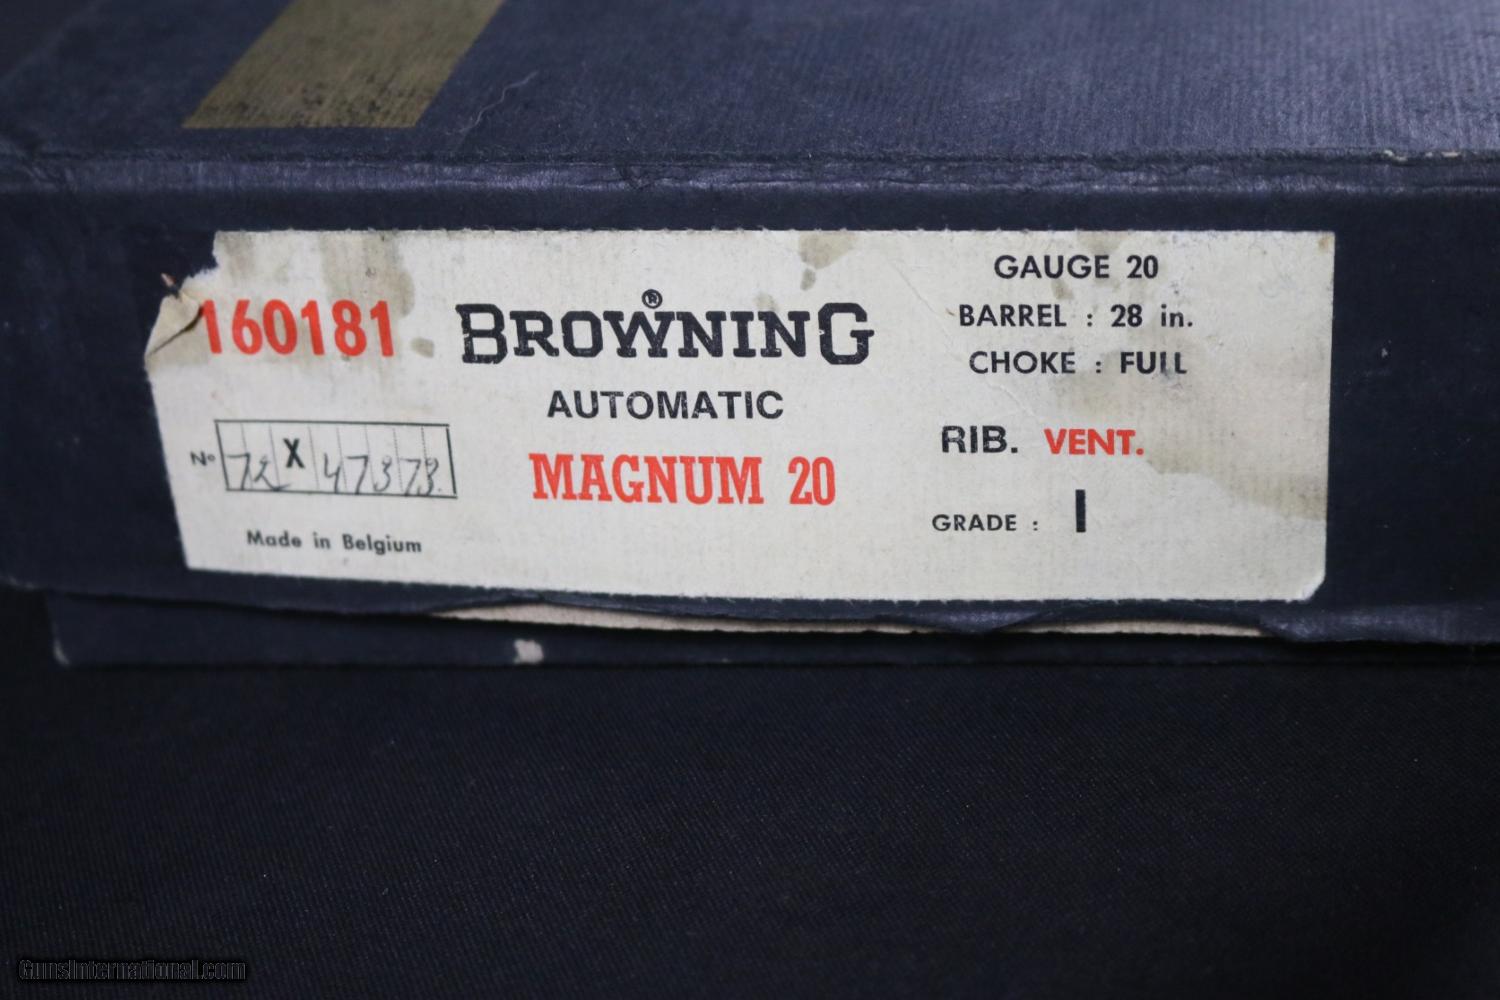 160181
BROWNING®
AUTOMATIC
MAGNUM 20
Nº 72 X 47373.
Made in Belgium
GAUGE 20
BARREL : 28 in.
CHOKE : FULL
RIB. VENT.
GRADE : I
GunsInternational.com